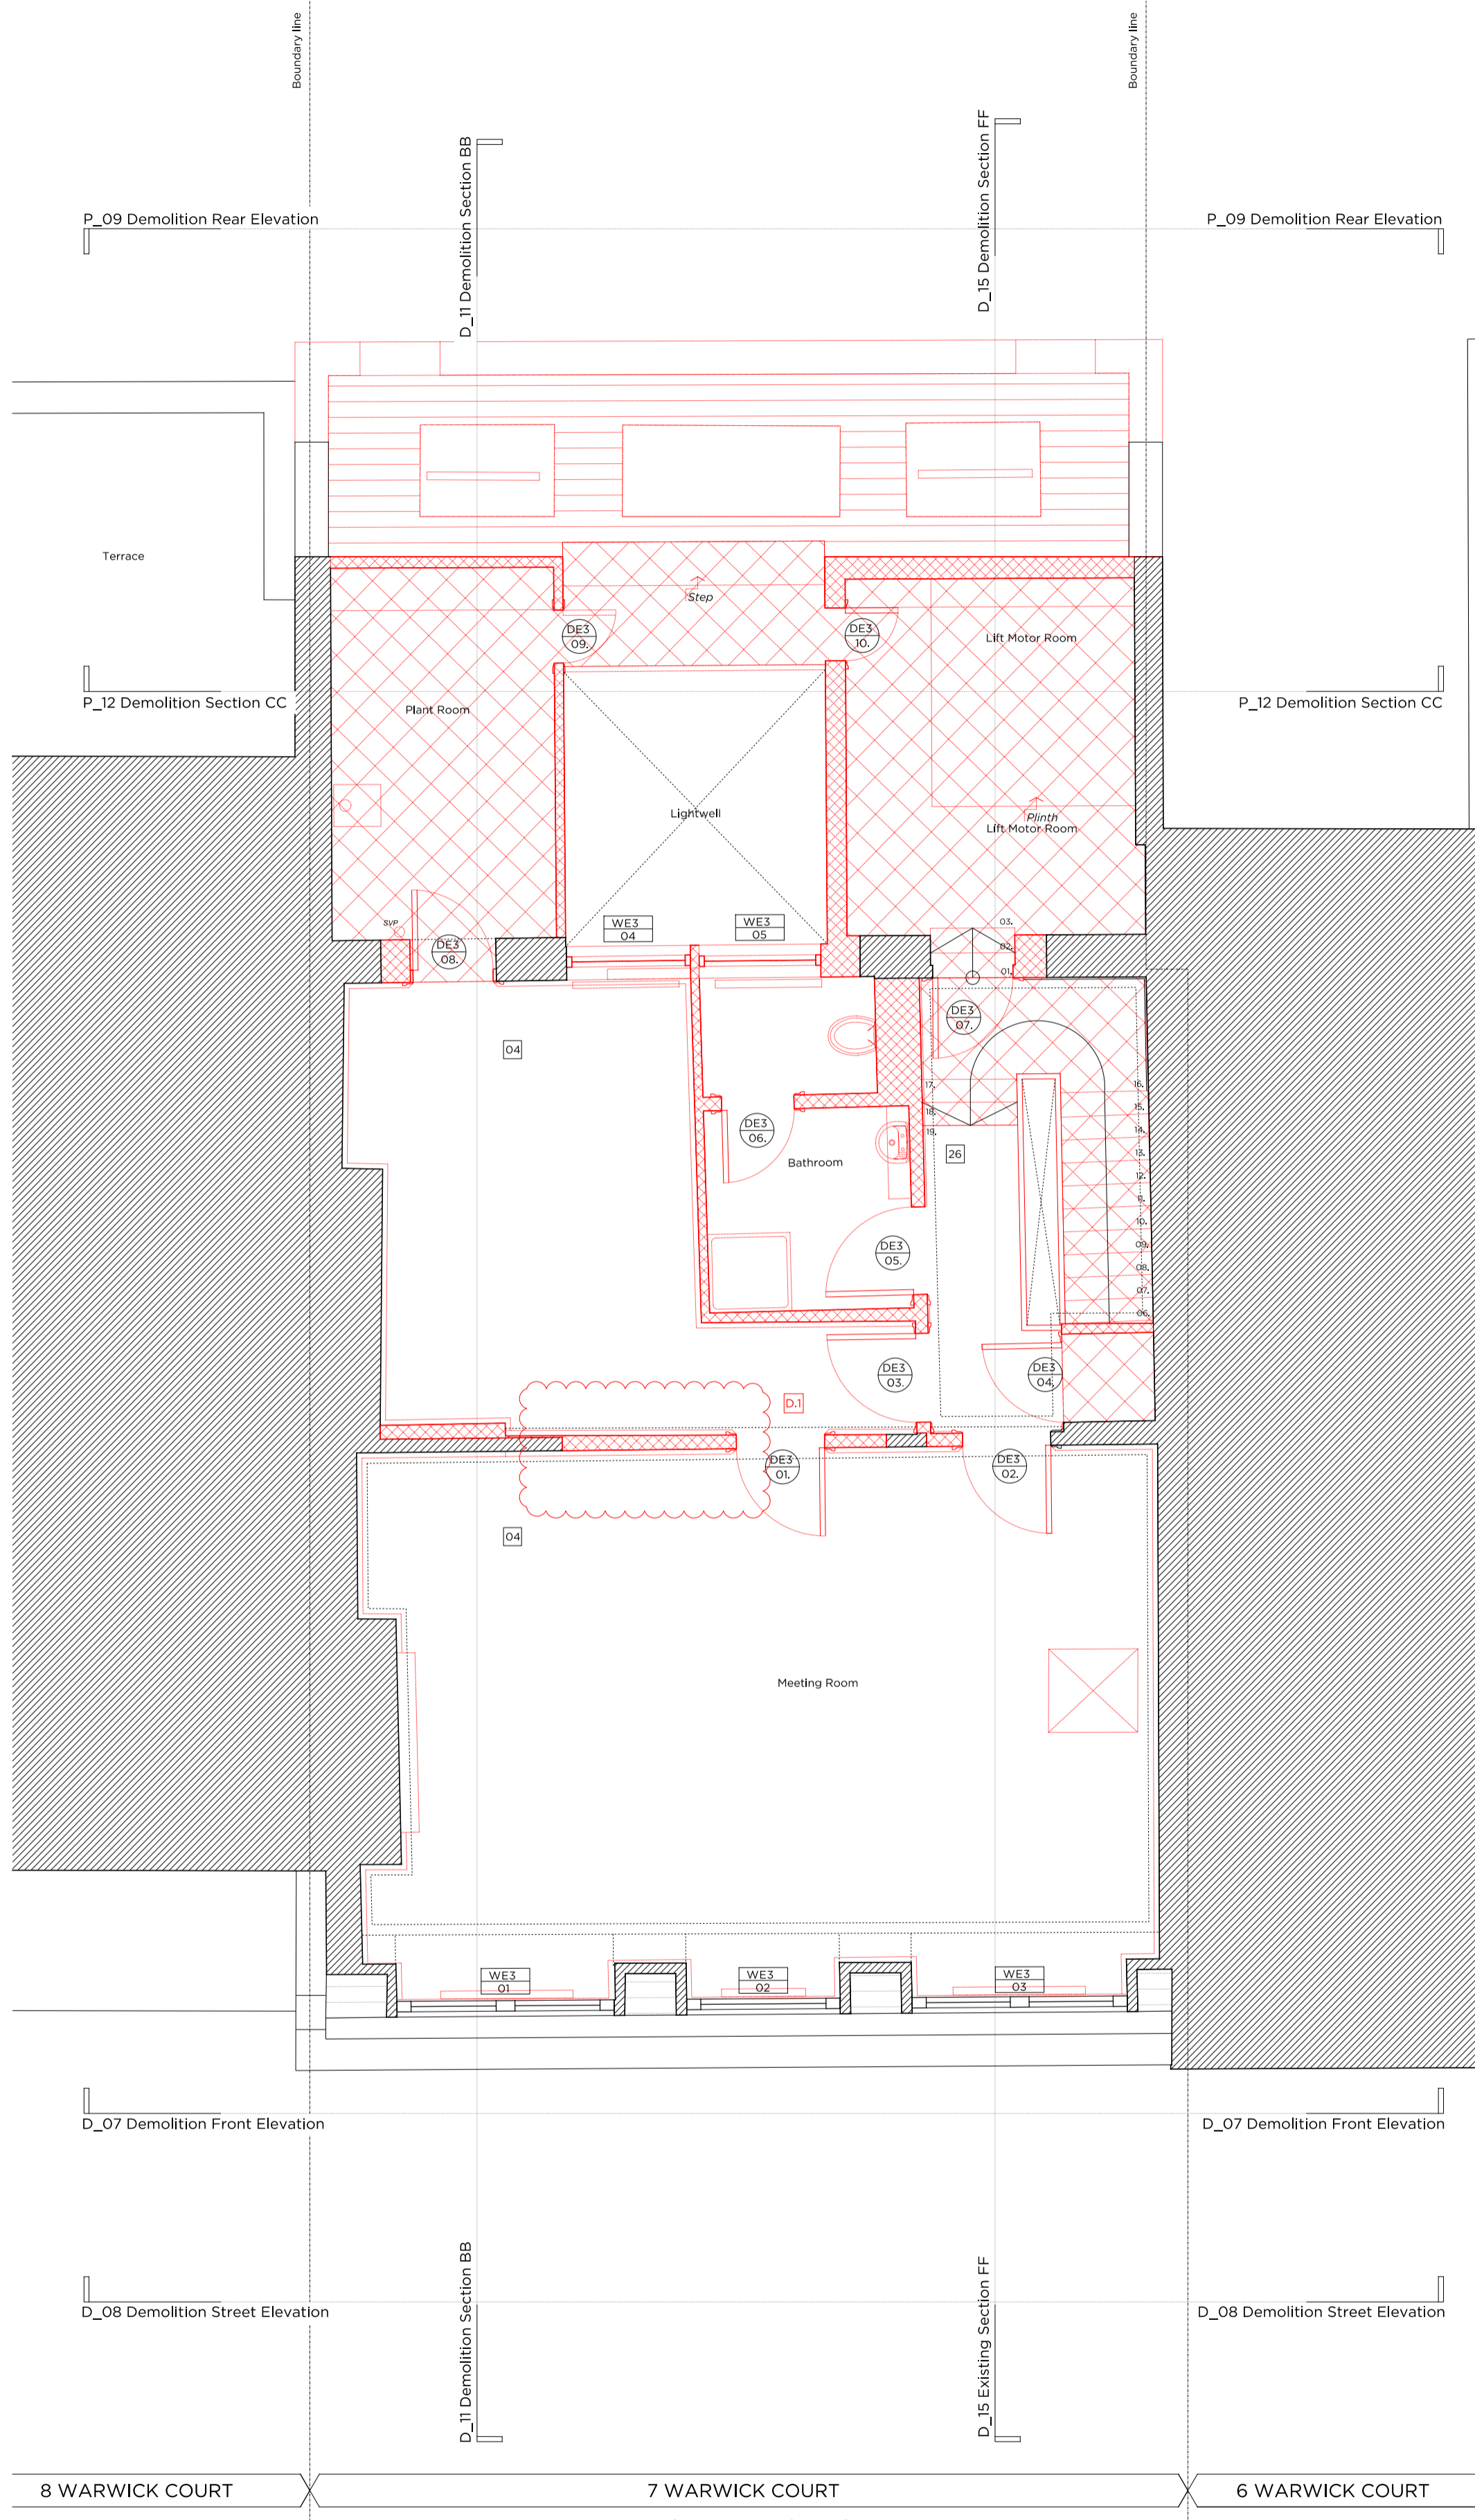 Boundary line
Boundary line
D_11 Demolition Section BB
D_15 Demolition Section FF
P_09 Demolition Rear Elevation
P_09 Demolition Rear Elevation
Terrace
Step
DE3
09.
DE3
10.
Lift Motor Room
P_12 Demolition Section CC
P_12 Demolition Section CC
Plant Room
Lightwell
Plinth
Lift Motor Room
SVP
WE3
04
WE3
05
03.
02.
01.
DE3
08.
DE3
07.
04
17.
18.
19.
16.
15.
14.
13.
12.
11.
10.
09.
08.
07.
06.
DE3
06.
Bathroom
26
DE3
05.
DE3
03.
DE3
04.
D.1
DE3
01.
DE3
02.
04
Meeting Room
WE3
01
WE3
02
WE3
03
D_07 Demolition Front Elevation
D_07 Demolition Front Elevation
D_11 Demolition Section BB
D_15 Existing Section FF
D_08 Demolition Street Elevation
D_08 Demolition Street Elevation
8 WARWICK COURT
7 WARWICK COURT
6 WARWICK COURT